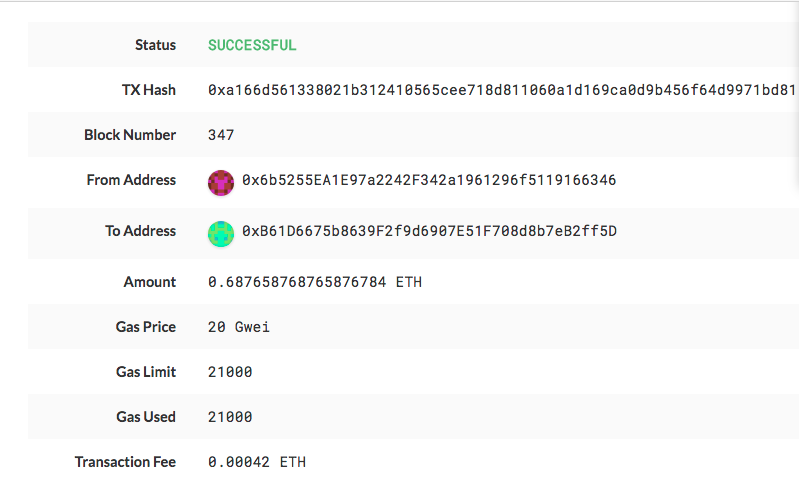 Status SUCCESSFUL
TX Hash 0xa166d561338021b312410565cee718d811060a1d169ca0d9b456f64d9971bd81
Block Number 347
From Address 0x6b5255EA1E97a2242F342a1961296f5119166346
To Address 0xB61D6675b8639F2f9d6907E51F708d8b7eB2ff5D
Amount 0.687658768765876784 ETH
Gas Price 20 Gwei
Gas Limit 21000
Gas Used 21000
Transaction Fee 0.00042 ETH